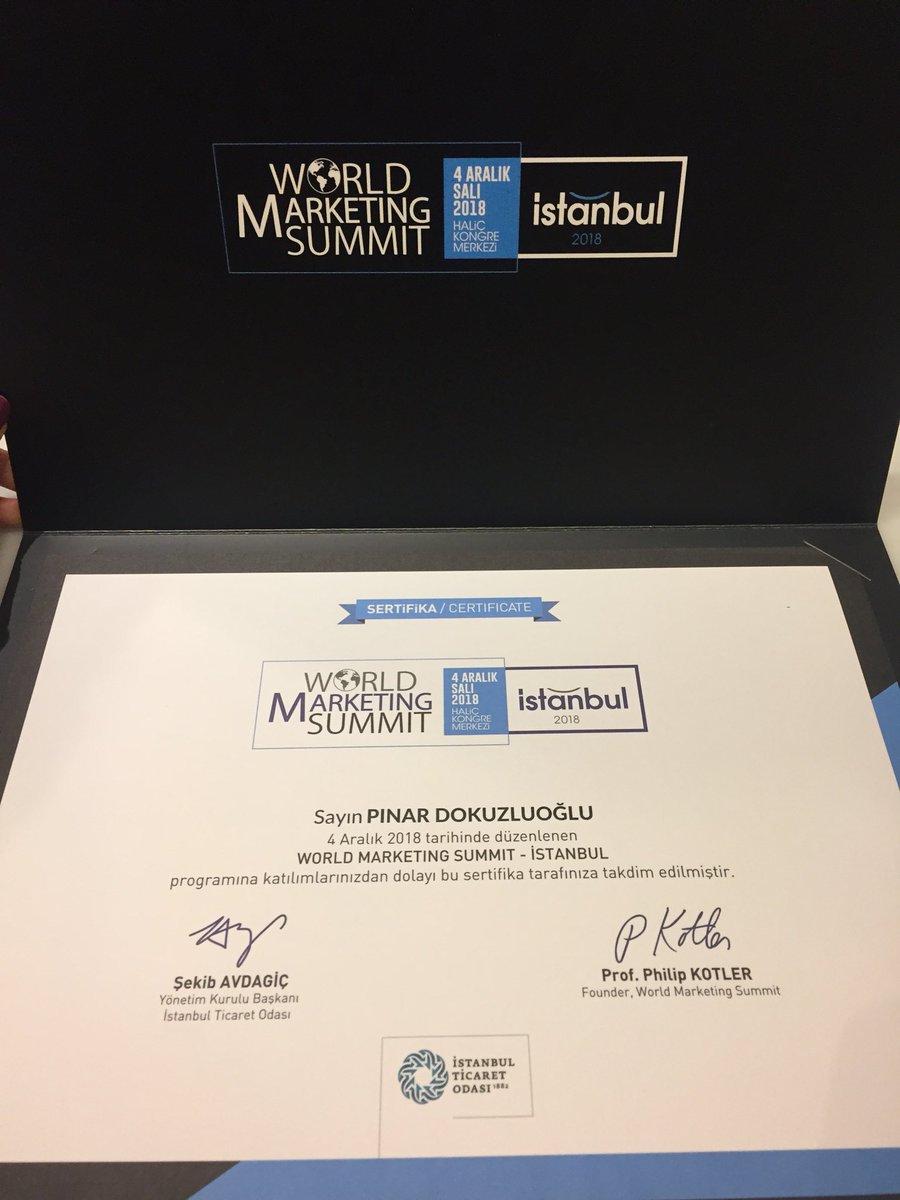 WORLD
MARKETING
SUMMIT
4 ARALIK
SALI
2018
HALİÇ
KONGRE
MERKEZİ
istanbul
2018
SERTİFİKA / CERTIFICATE
WORLD
MARKETING
SUMMIT
4 ARALIK
SALI
2018
HALİÇ
KONGRE
MERKEZİ
istanbul
2018
Sayın PINAR DOKUZLUOĞLU
4 Aralık 2018 tarihinde düzenlenen
WORLD MARKETING SUMMIT - İSTANBUL
programına katılımlarınızdan dolayı bu sertifika tarafınıza takdim edilmiştir.
P Kotler
Şekib AVDAGİÇ
Yönetim Kurulu Başkanı
İstanbul Ticaret Odası
Prof. Philip KOTLER
Founder, World Marketing Summit
İSTANBUL
TİCARET
ODASI 1882